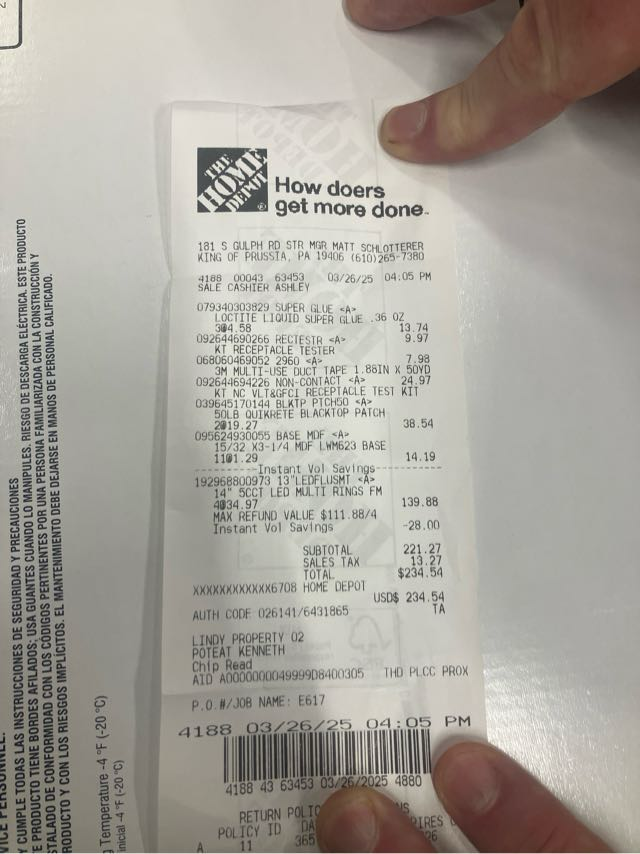 THE
HOME
DEPOT
How doers
get more done
181 S GULPH RD STR MGR MATT SCHLOTTERER
KING OF PRUSSIA, PA 19406 (610)265-7380
4188 00043 63453 03/26/25 04:05 PM
SALE CASHIER ASHLEY
079340303829 SUPER GLUE <A>
LOCTITE LIQUID SUPER GLUE .36 OZ
3@4.58 13.74
092644690266 RECTESTR <A> 9.97
KT RECEPTACLE TESTER
068060469052 2960 <A> 7.98
3M MULTI-USE DUCT TAPE 1.88IN X 50YD
092644694226 NON-CONTACT <A> 24.97
KT NC VLT&GFCI RECEPTACLE TEST KIT
039645170144 BLKTP PTCH50 <A>
50LB QUIKRETE BLACKTOP PATCH
2@19.27 38.54
095624930055 BASE MDF <A>
15/32 X3-1/4 MDF LWM623 BASE
11@1.29 14.19
----------Instant Vol Savings----------
192968800973 13"LEDFLUSMT <A>
14" 5CCT LED MULTI RINGS FM
4@34.97 139.88
MAX REFUND VALUE $111.88/4
Instant Vol Savings -28.00
SUBTOTAL 221.27
SALES TAX 13.27
TOTAL $234.54
XXXXXXXXXXXX6708 HOME DEPOT
USD$ 234.54
AUTH CODE 026141/6431865 TA
LINDY PROPERTY 02
POTEAT KENNETH
Chip Read
AID A0000000049999D8400305 THD PLCC PROX
P.O.#/JOB NAME: E617
4188 03/26/25 04:05 PM
4188 43 63453 03/26/2025 4880
RETURN POLIC
POLICY ID DA
A 11 365
VICE PERSONNEL.
Y CUMPLE TODAS LAS INSTRUCCIONES DE SEGURIDAD Y PRECAUCIONES
E PRODUCTO TIENE BORDES AFILADOS; USA GUANTES CUANDO LO MANIPULES. RIESGO DE DESCARGA ELÉCTRICA. ESTE PRODUCTO
STALADO DE CONFORMIDAD CON LOS CÓDIGOS PERTINENTES POR UNA PERSONA FAMILIARIZADA CON LA CONSTRUCCIÓN Y
RODUCTO Y CON LOS RIESGOS IMPLÍCITOS. EL MANTENIMIENTO DEBE DEJARSE EN MANOS DE PERSONAL CALIFICADO.
g Temperature -4 °F (-20 °C)
inicial -4 °F (-20 °C)